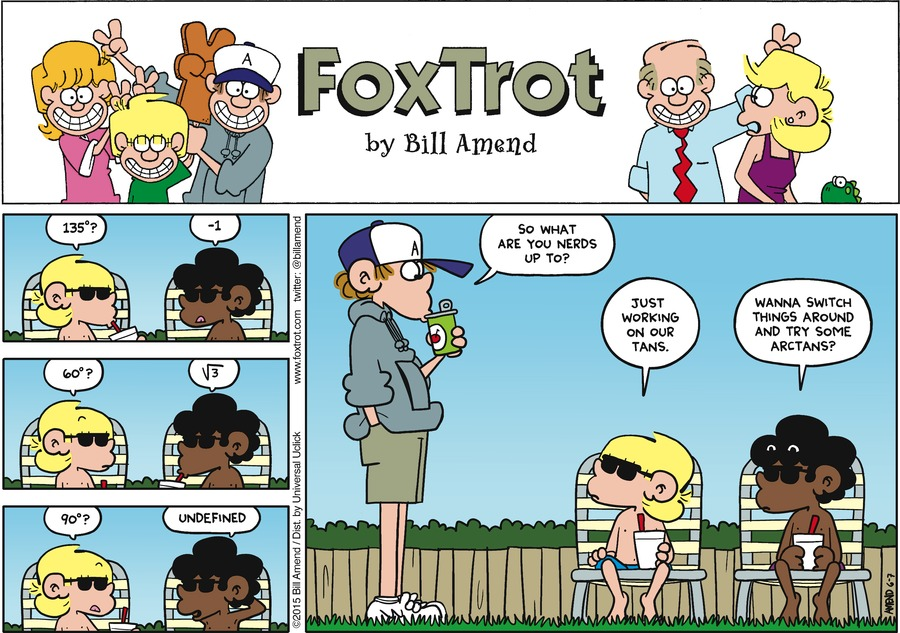 A
FoxTrot
by Bill Amend
135°?
-1
60°?
√3
90°?
UNDEFINED
©2015 Bill Amend / Dist. by Universal Uclick www.foxtrot.com twitter: @billamend
A
SO WHAT
ARE YOU NERDS
UP TO?
JUST
WORKING
ON OUR
TANS.
WANNA SWITCH
THINGS AROUND
AND TRY SOME
ARCTANS?
AMEND 6-7